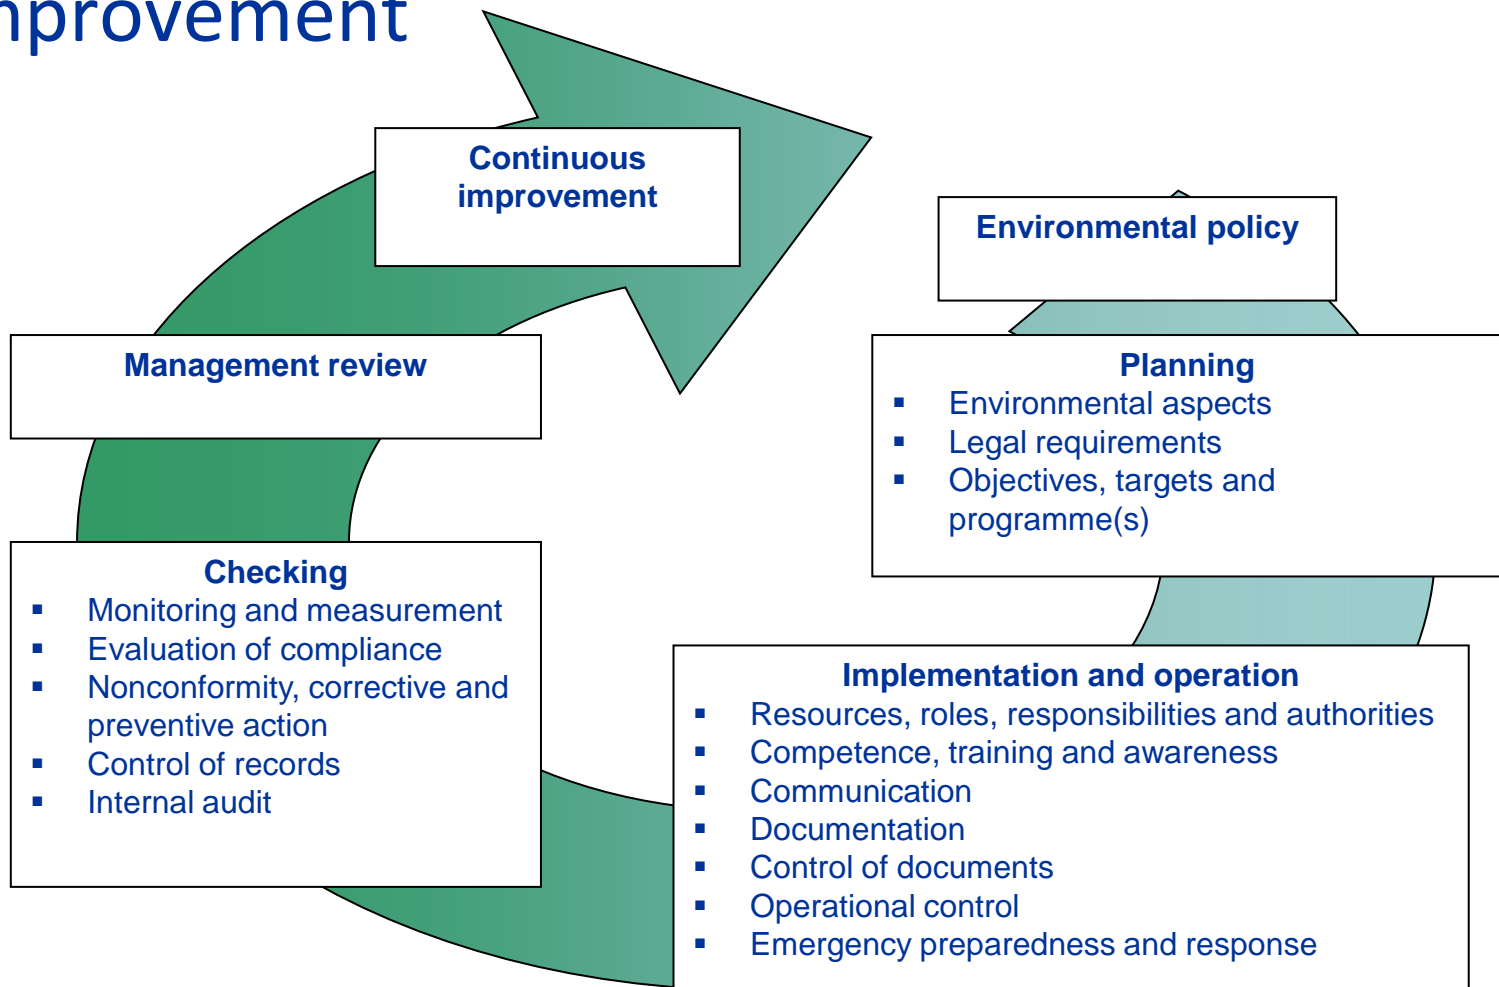 nprovement
Continuous
improvement
Environmental policy
Management review
Planning
▪ Environmental aspects
▪ Legal requirements
▪ Objectives, targets and
programme(s)
Checking
▪ Monitoring and measurement
▪ Evaluation of compliance
▪ Nonconformity, corrective and
preventive action
▪ Control of records
▪ Internal audit
Implementation and operation
▪ Resources, roles, responsibilities and authorities
▪ Competence, training and awareness
▪ Communication
▪ Documentation
▪ Control of documents
▪ Operational control
▪ Emergency preparedness and response